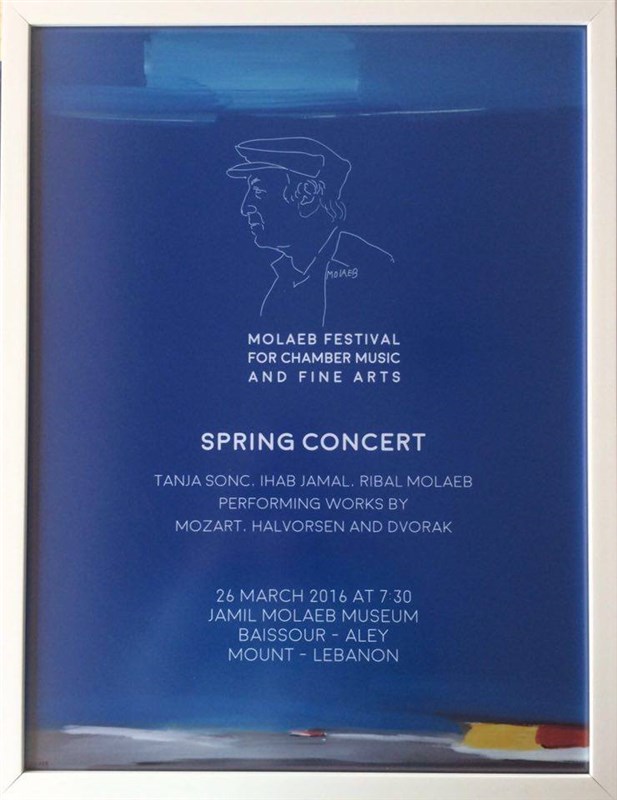 MOLAEB
MOLAEB FESTIVAL
FOR CHAMBER MUSIC
AND FINE ARTS
SPRING CONCERT
TANJA SONC. IHAB JAMAL. RIBAL MOLAEB
PERFORMING WORKS BY
MOZART. HALVORSEN AND DVORAK
26 MARCH 2016 AT 7:30
JAMIL MOLAEB MUSEUM
BAISSOUR - ALEY
MOUNT - LEBANON